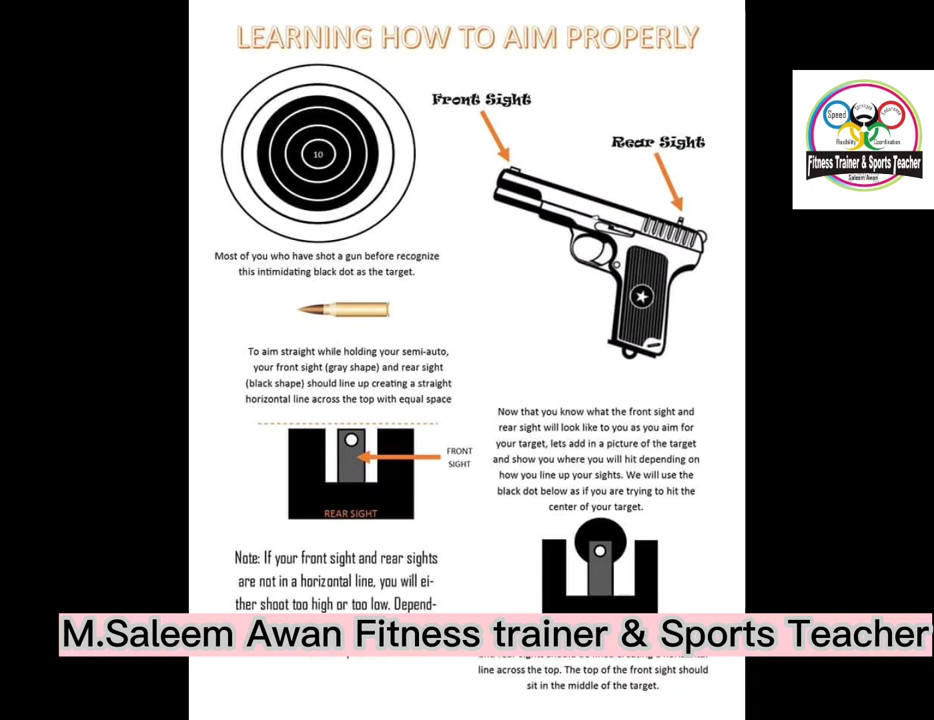 LEARNING HOW TO AIM PROPERLY
Front Sight
Rear Sight
10
Most of you who have shot a gun before recognize
this intimidating black dot as the target.
To aim straight while holding your semi-auto,
your front sight (gray shape) and rear sight
(black shape) should line up creating a straight
horizontal line across the top with equal space
FRONT
SIGHT
REAR SIGHT
Note: If your front sight and rear sights
are not in a horizontal line, you will ei-
ther shoot too high or too low. Depend-
Now that you know what the front sight and
rear sight will look like to you as you aim for
your target, lets add in a picture of the target
and show you where you will hit depending on
how you line up your sights. We will use the
black dot below as if you are trying to hit the
center of your target.
line across the top. The top of the front sight should
sit in the middle of the target.
M.Saleem Awan Fitness trainer & Sports Teacher
Speed
Strength
Endurance
Flexibility
Coordination
Fitness Trainer & Sports Teacher
Saleem Awan